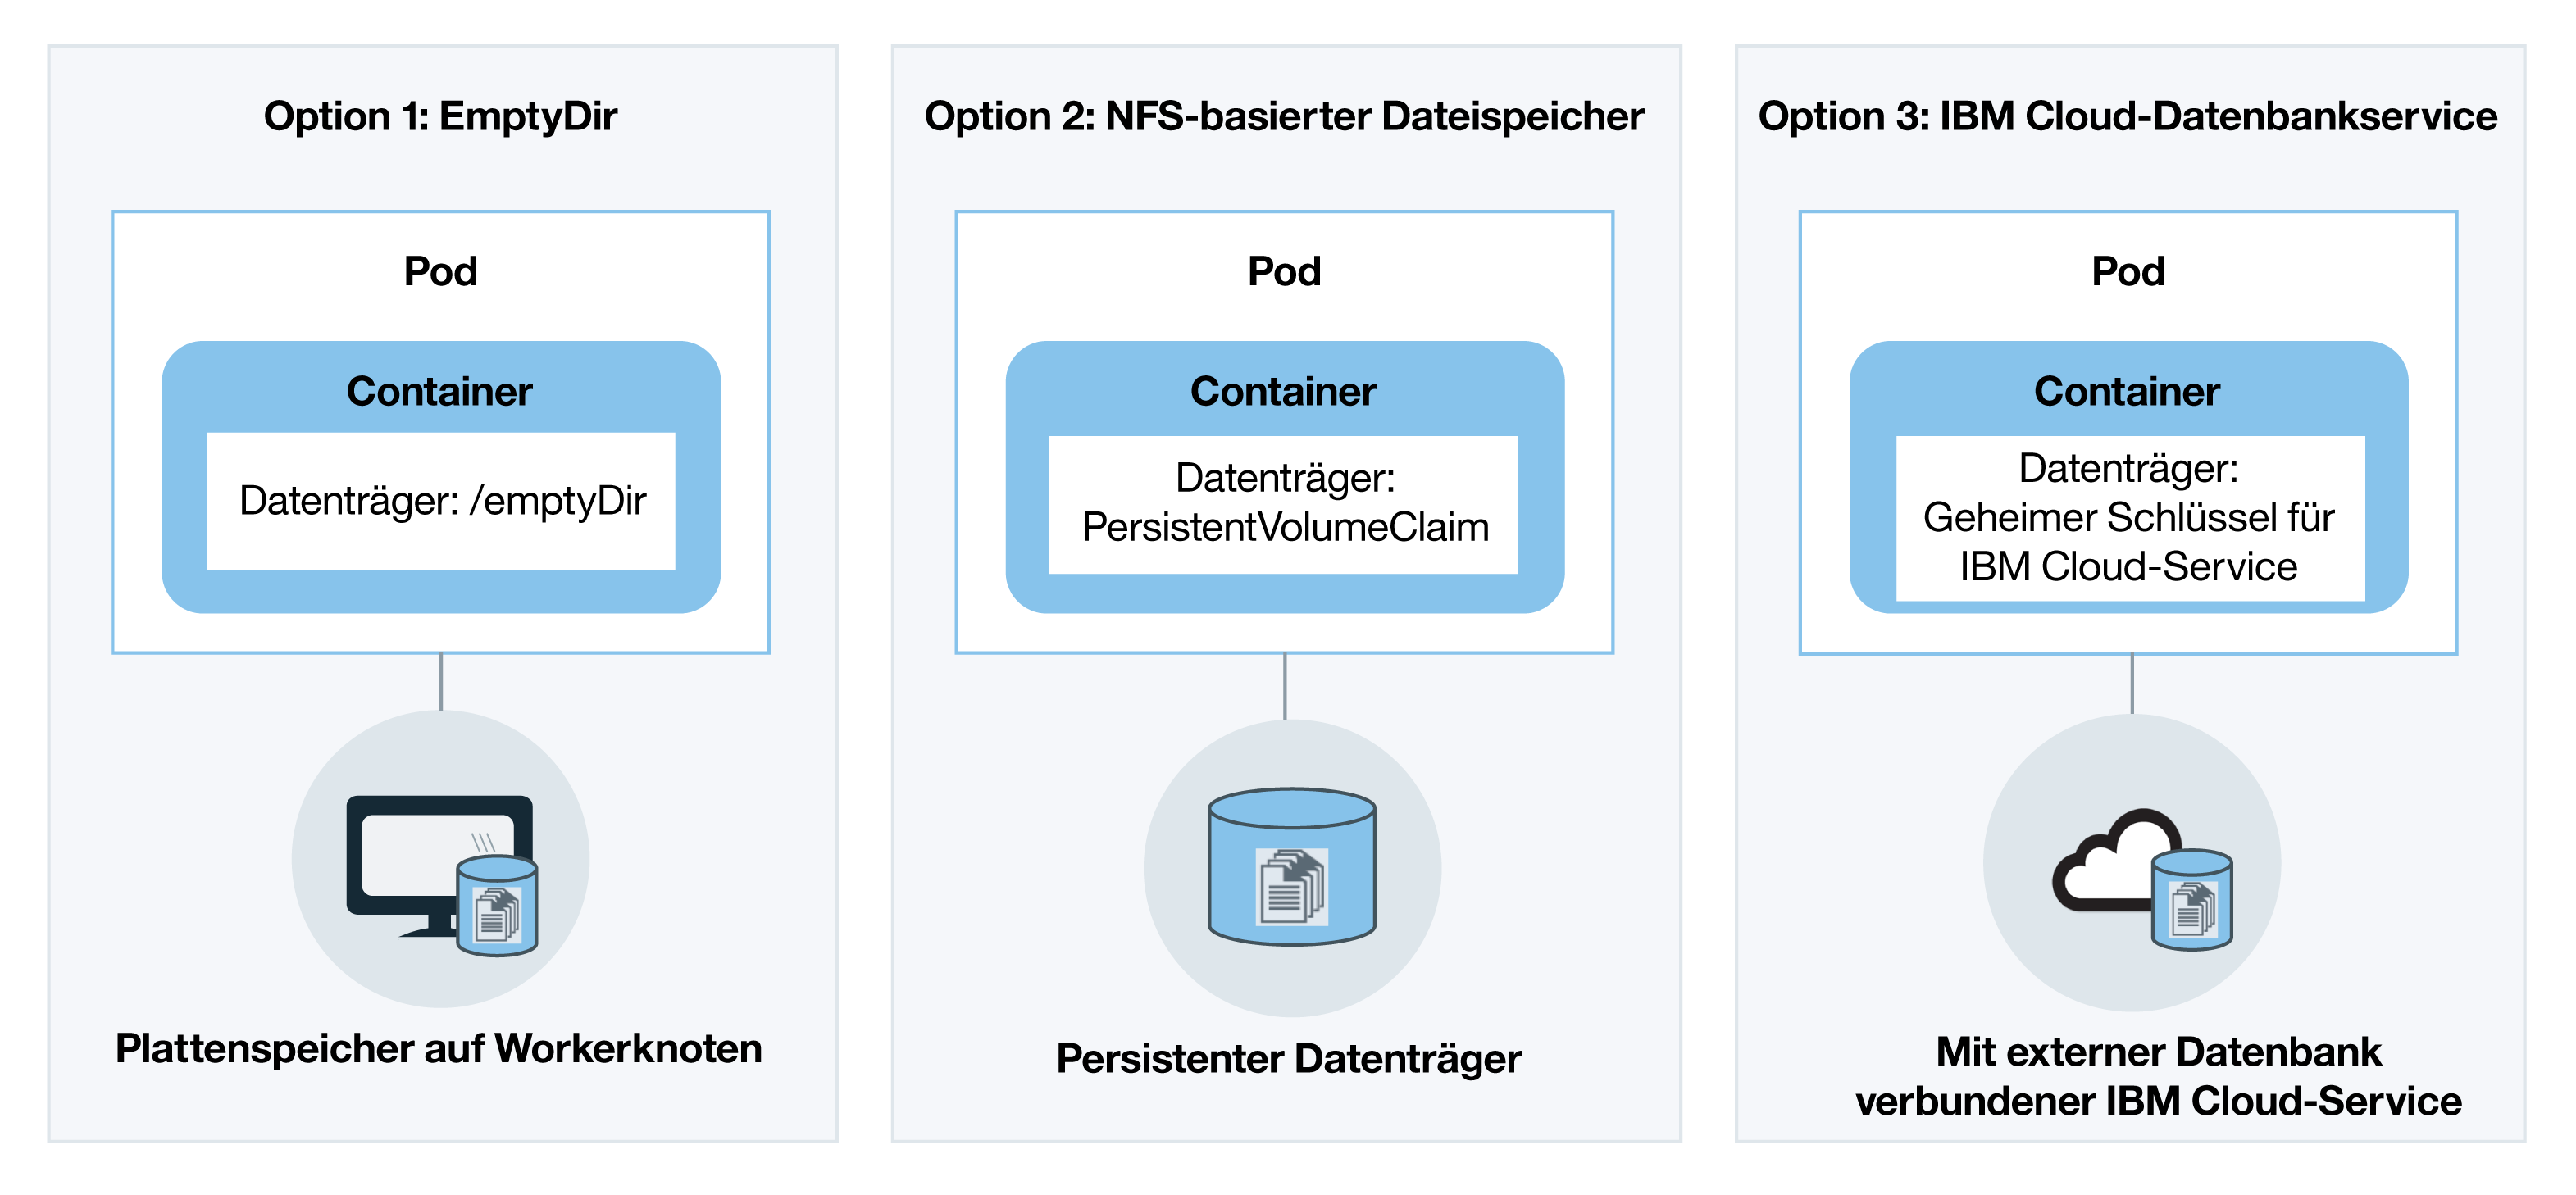 Option 1: EmptyDir
Pod
Container
Datenträger: /emptyDir
Plattenspeicher auf Workerknoten
Option 2: NFS-basierter Dateispeicher
Pod
Container
Datenträger:
PersistentVolumeClaim
Persistenter Datenträger
Option 3: IBM Cloud-Datenbankservice
Pod
Container
Datenträger:
Geheimer Schlüssel für
IBM Cloud-Service
Mit externer Datenbank
verbundener IBM Cloud-Service